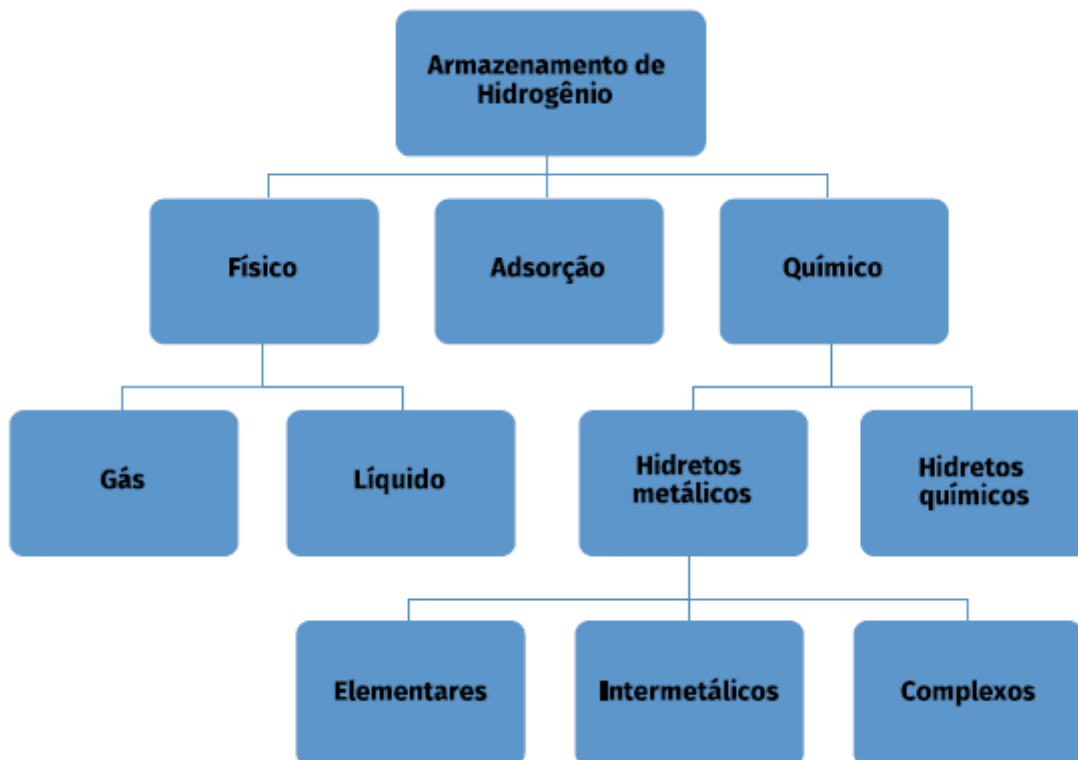 Armazenamento de
Hidrogênio
Físico
Adsorção
Químico
Gás
Líquido
Hidretos
metálicos
Hidretos
químicos
Elementares
Intermetálicos
Complexos